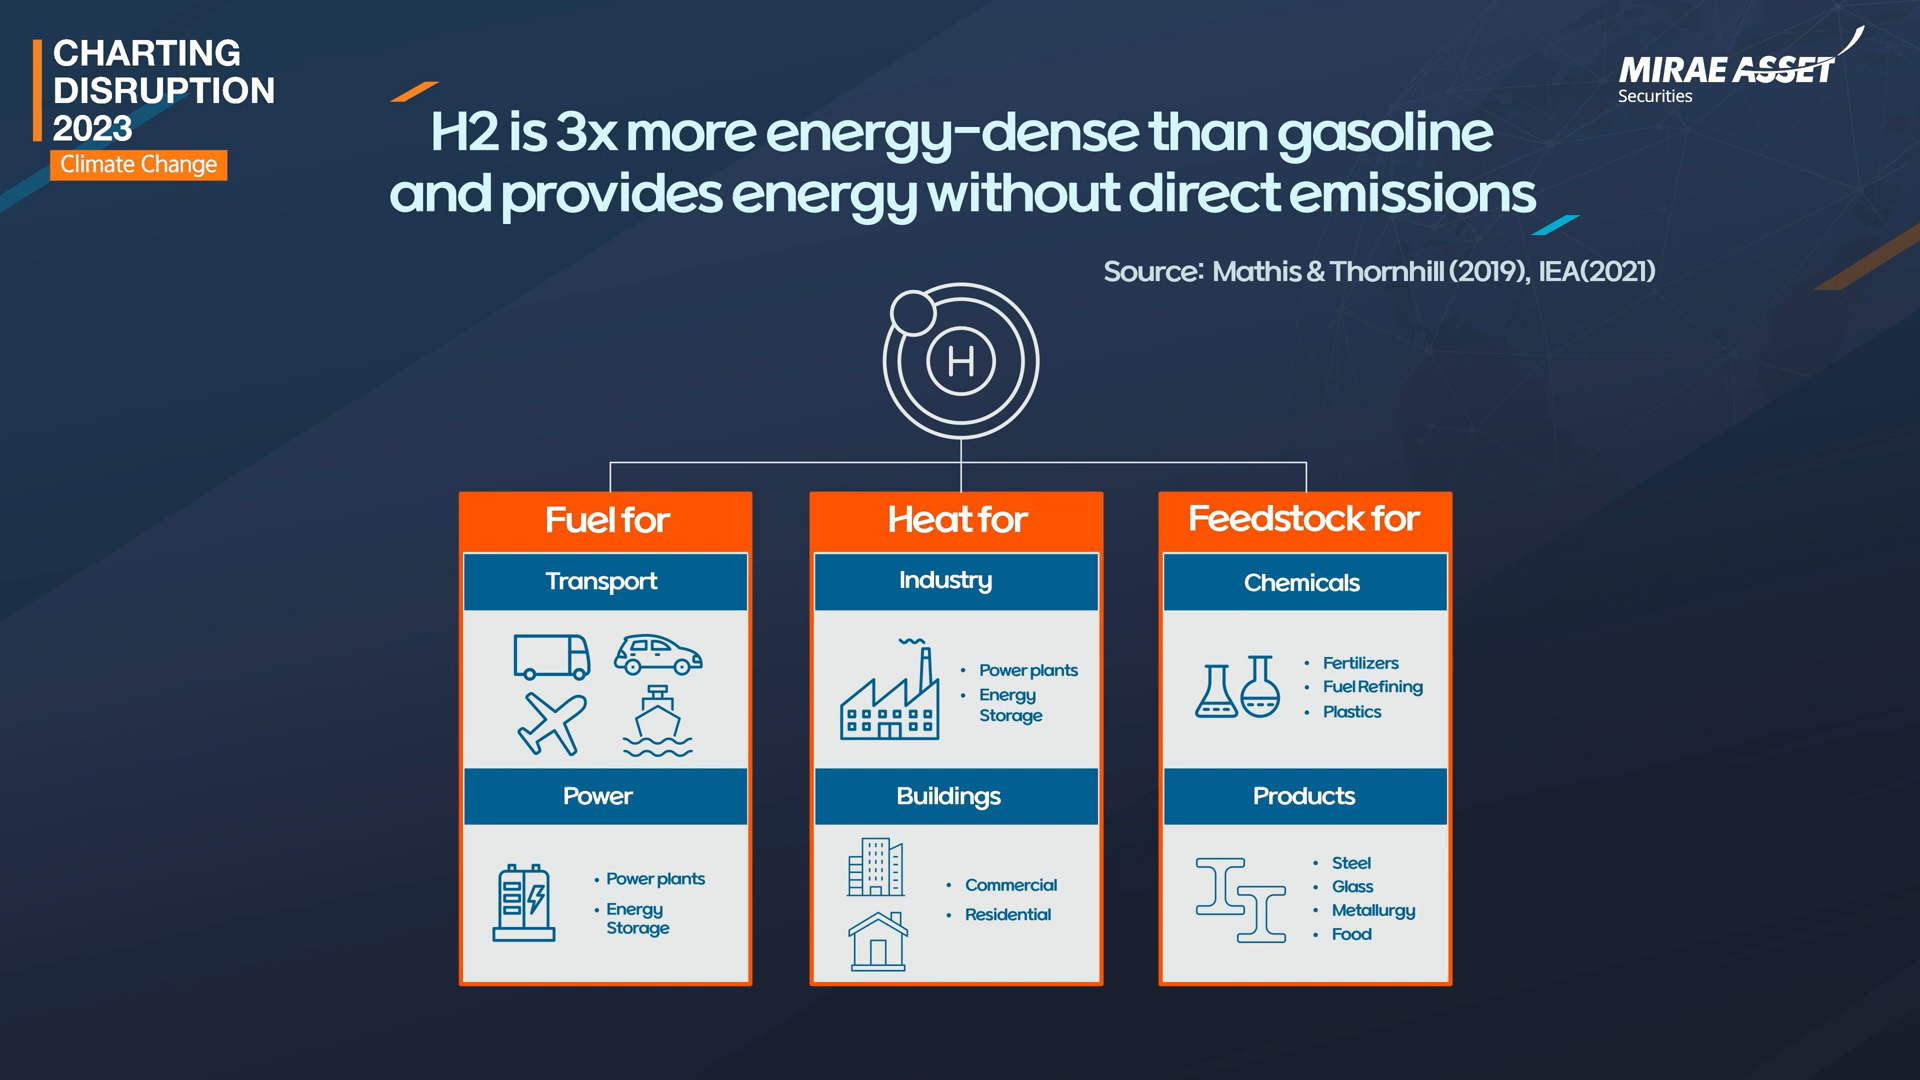 CHARTING
DISRUPTION
2023
Climate Change
MIRAE ASSET
Securities
H2 is 3x more energy-dense than gasoline
and provides energy without direct emissions
Source: Mathis & Thornhill (2019), IEA(2021)
H
Fuel for
Transport
Power
• Power plants
• Energy
Storage
Heat for
Industry
• Power plants
• Energy
Storage
Buildings
• Commercial
• Residential
Feedstock for
Chemicals
• Fertilizers
• Fuel Refining
• Plastics
Products
• Steel
• Glass
• Metallurgy
• Food